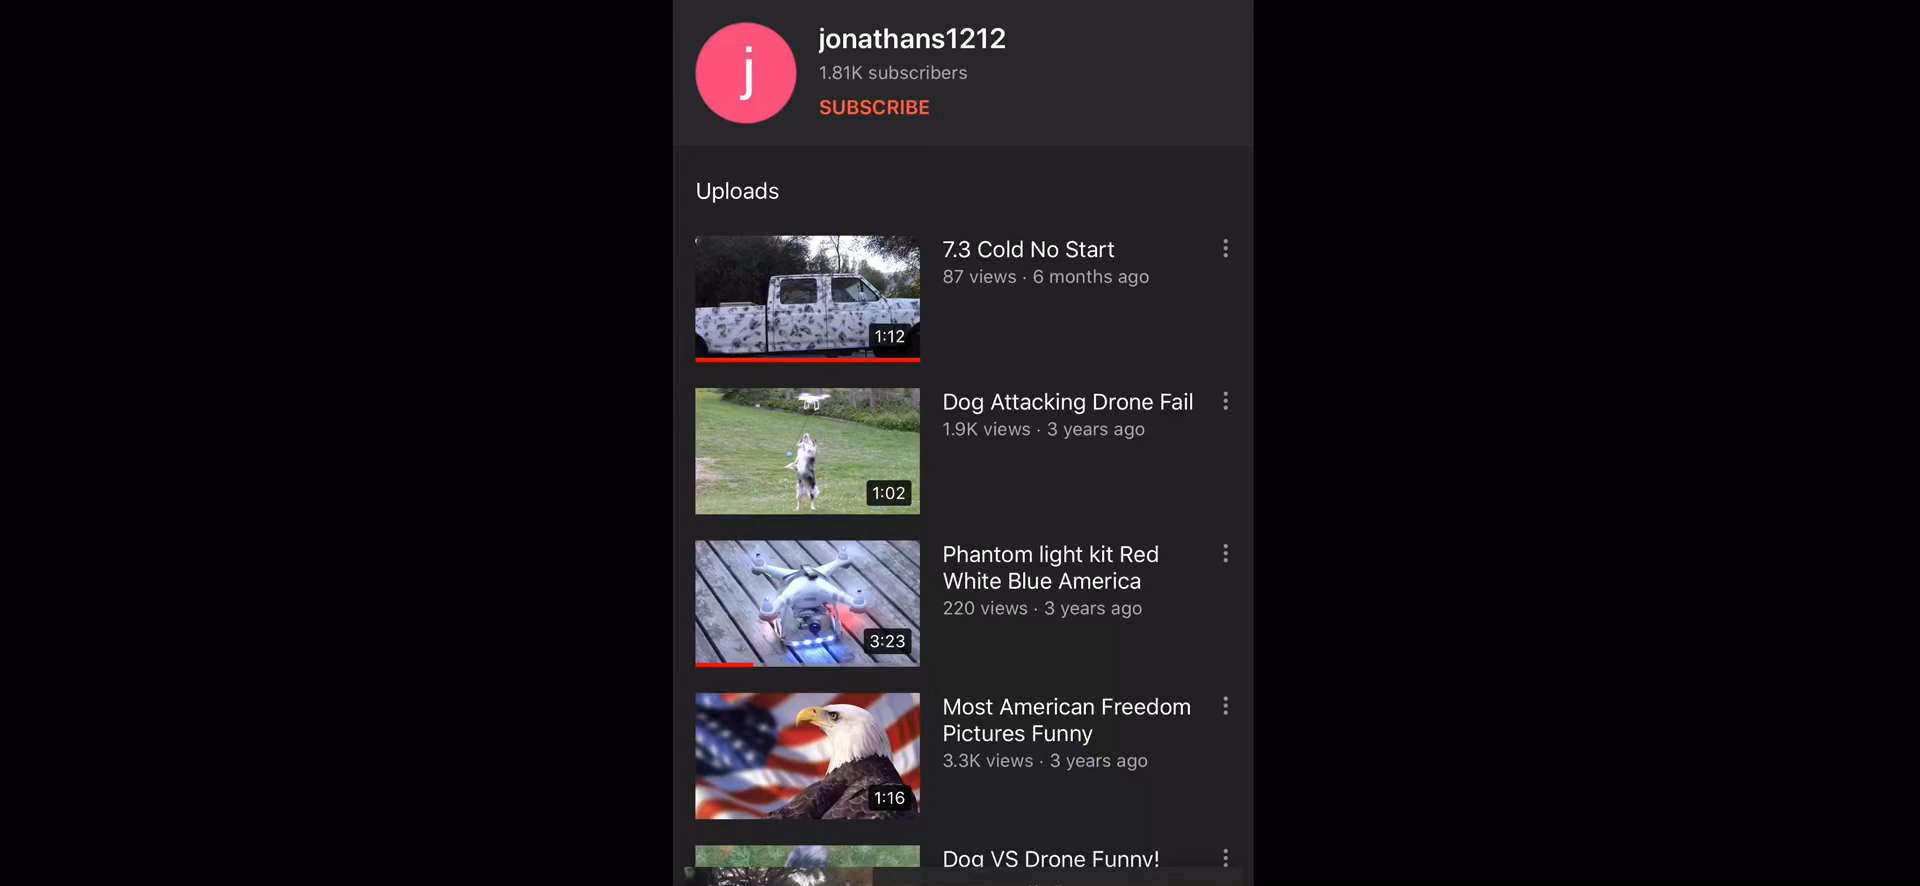 j
jonathans1212
1.81K subscribers
SUBSCRIBE
Uploads
7.3 Cold No Start
87 views · 6 months ago
1:12
Dog Attacking Drone Fail
1.9K views · 3 years ago
1:02
Phantom light kit Red
White Blue America
220 views · 3 years ago
3:23
Most American Freedom
Pictures Funny
3.3K views · 3 years ago
1:16
Dog VS Drone Funny!